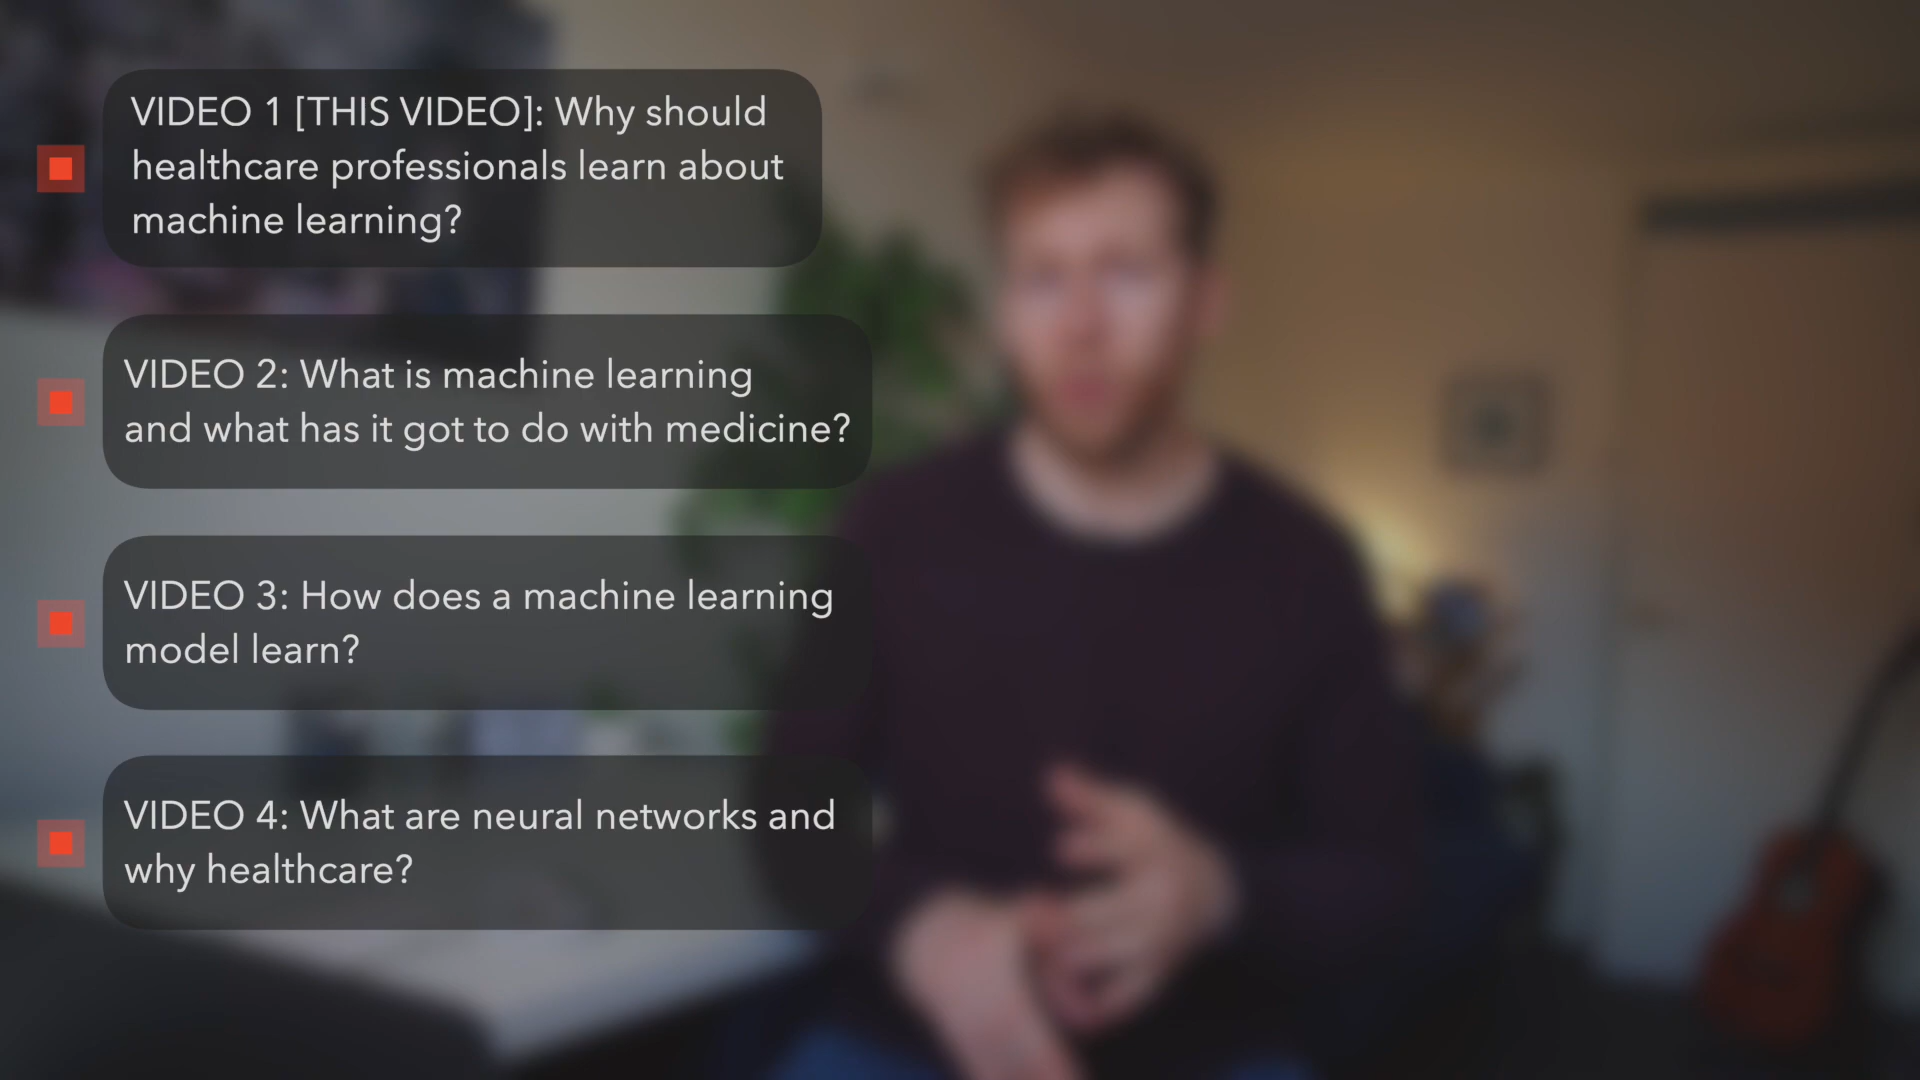 VIDEO 1 [THIS VIDEO]: Why should
healthcare professionals learn about
machine learning?
VIDEO 2: What is machine learning
and what has it got to do with medicine?
VIDEO 3: How does a machine learning
model learn?
VIDEO 4: What are neural networks and
why healthcare?